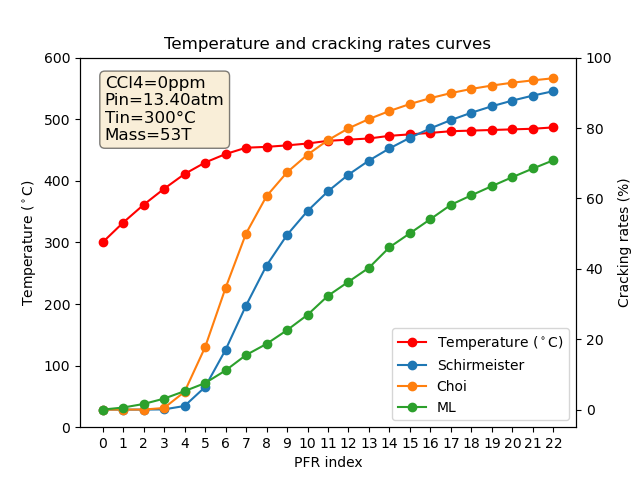 Temperature and cracking rates curves
CCl4=0ppm
Pin=13.40atm
Tin=300°C
Mass=53T
600
500
400
300
200
100
0
Temperature (°C)
100
80
60
40
20
0
Cracking rates (%)
Temperature (°C)
Schirmeister
Choi
ML
0 1 2 3 4 5 6 7 8 9 10 11 12 13 14 15 16 17 18 19 20 21 22
PFR index